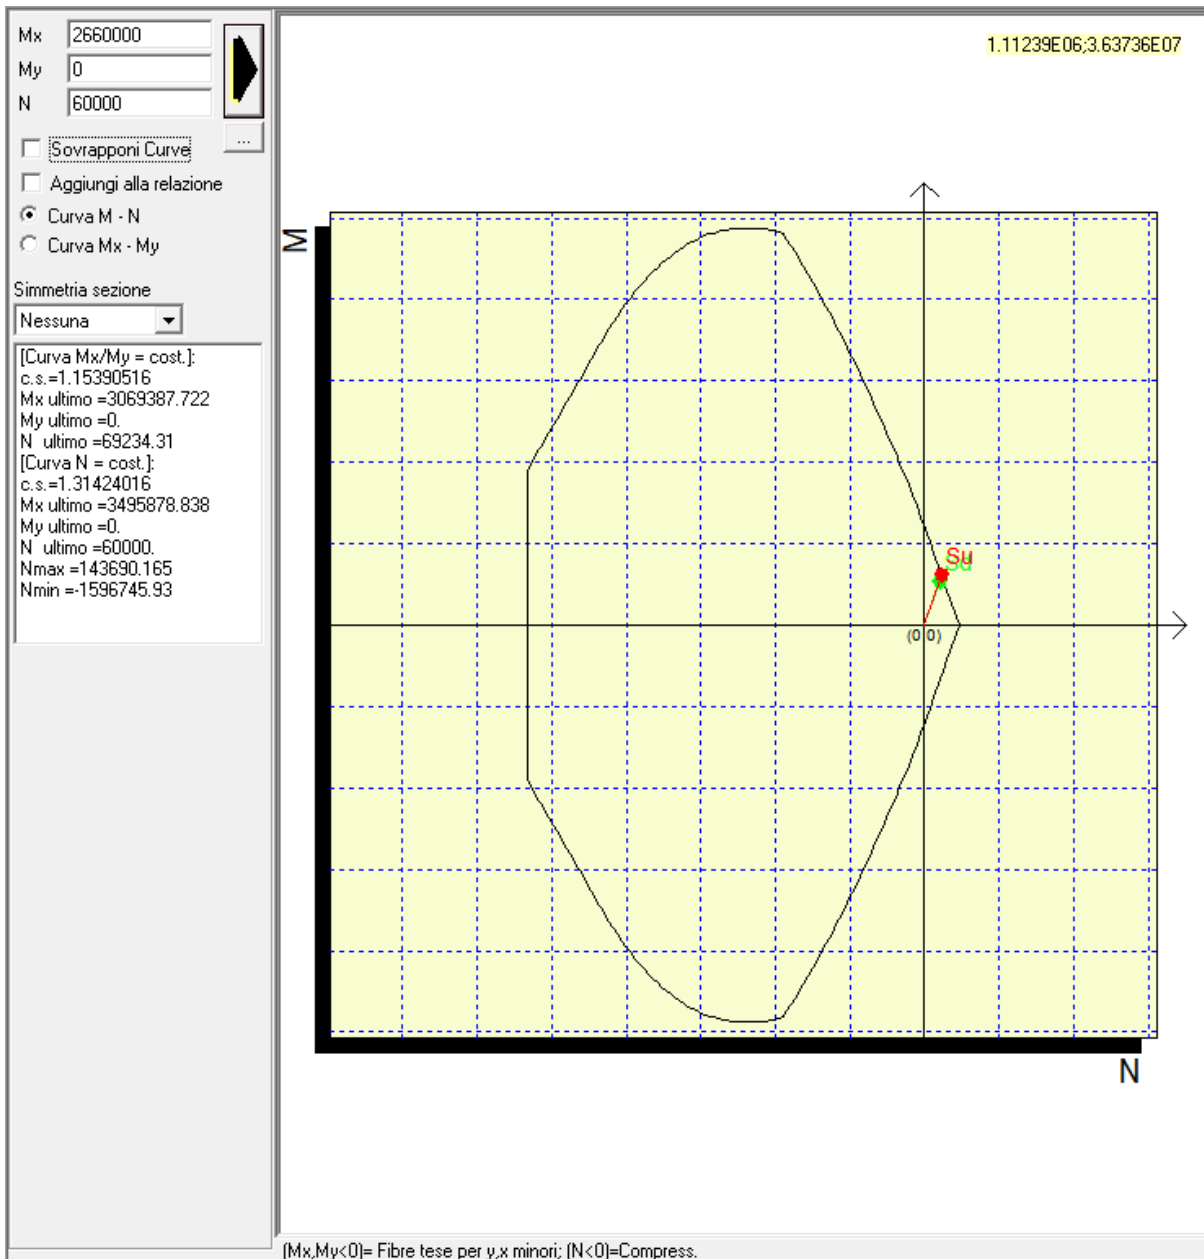 Mx 2660000
My 0
N 60000
...
Sovrapponi Curve
Aggiungi alla relazione
Curva M - N
Curva Mx - My
Simmetria sezione
Nessuna
[Curva Mx/My = cost.]:
c.s.=1.15390516
Mx ultimo =3069387.722
My ultimo =0.
N ultimo =69234.31
[Curva N = cost.]:
c.s.=1.31424016
Mx ultimo =3495878.838
My ultimo =0.
N ultimo =60000.
Nmax =143690.165
Nmin =-1596745.93
1.11239E06;3.63736E07
M
Su
Sd
(0,0)
N
(Mx,My<0)= Fibre tese per y,x minori; (N<0)=Compress.